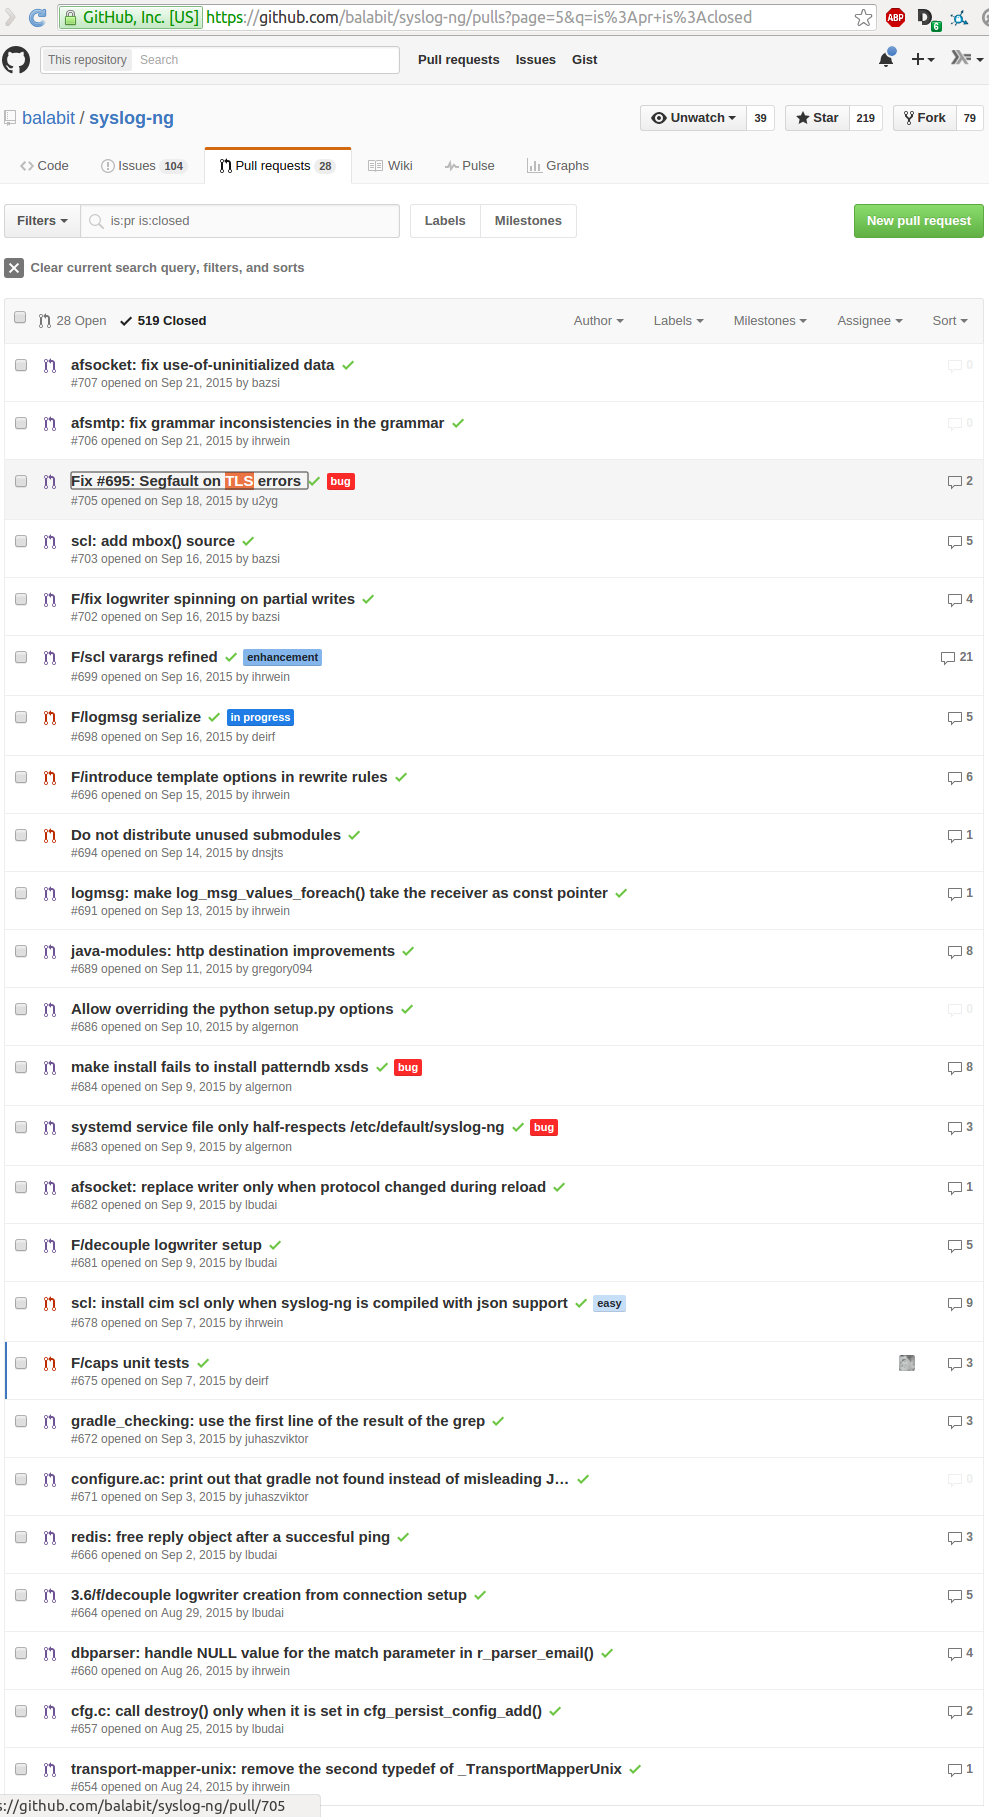 GitHub, Inc. [US] https://github.com/balabit/syslog-ng/pulls?page=5&q=is%3Apr+is%3Aclosed
ABP
D 6
This repository Search Pull requests Issues Gist
balabit / syslog-ng
Unwatch 39 Star 219 Fork 79
Code Issues 104 Pull requests 28 Wiki Pulse Graphs
Filters is:pr is:closed Labels Milestones New pull request
Clear current search query, filters, and sorts
28 Open 519 Closed Author Labels Milestones Assignee Sort
afsocket: fix use-of-uninitialized data 0
#707 opened on Sep 21, 2015 by bazsi
afsmtp: fix grammar inconsistencies in the grammar 0
#706 opened on Sep 21, 2015 by ihrwein
Fix #695: Segfault on TLS errors bug 2
#705 opened on Sep 18, 2015 by u2yg
scl: add mbox() source 5
#703 opened on Sep 16, 2015 by bazsi
F/fix logwriter spinning on partial writes 4
#702 opened on Sep 16, 2015 by bazsi
F/scl varargs refined enhancement 21
#699 opened on Sep 16, 2015 by ihrwein
F/logmsg serialize in progress 5
#698 opened on Sep 16, 2015 by deirf
F/introduce template options in rewrite rules 6
#696 opened on Sep 15, 2015 by ihrwein
Do not distribute unused submodules 1
#694 opened on Sep 14, 2015 by dnsjts
logmsg: make log_msg_values_foreach() take the receiver as const pointer 1
#691 opened on Sep 13, 2015 by ihrwein
java-modules: http destination improvements 8
#689 opened on Sep 11, 2015 by gregory094
Allow overriding the python setup.py options 0
#686 opened on Sep 10, 2015 by algernon
make install fails to install patterndb xsds bug 8
#684 opened on Sep 9, 2015 by algernon
systemd service file only half-respects /etc/default/syslog-ng bug 3
#683 opened on Sep 9, 2015 by algernon
afsocket: replace writer only when protocol changed during reload 1
#682 opened on Sep 9, 2015 by lbudai
F/decouple logwriter setup 5
#681 opened on Sep 9, 2015 by lbudai
scl: install cim scl only when syslog-ng is compiled with json support easy 9
#678 opened on Sep 7, 2015 by ihrwein
F/caps unit tests 3
#675 opened on Sep 7, 2015 by deirf
gradle_checking: use the first line of the result of the grep 3
#672 opened on Sep 3, 2015 by juhaszviktor
configure.ac: print out that gradle not found instead of misleading J… 0
#671 opened on Sep 3, 2015 by juhaszviktor
redis: free reply object after a succesful ping 3
#666 opened on Sep 2, 2015 by lbudai
3.6/f/decouple logwriter creation from connection setup 5
#664 opened on Aug 29, 2015 by lbudai
dbparser: handle NULL value for the match parameter in r_parser_email() 4
#660 opened on Aug 26, 2015 by ihrwein
cfg.c: call destroy() only when it is set in cfg_persist_config_add() 2
#657 opened on Aug 25, 2015 by lbudai
transport-mapper-unix: remove the second typedef of _TransportMapperUnix 1
#654 opened on Aug 24, 2015 by ihrwein
s://github.com/balabit/syslog-ng/pull/705